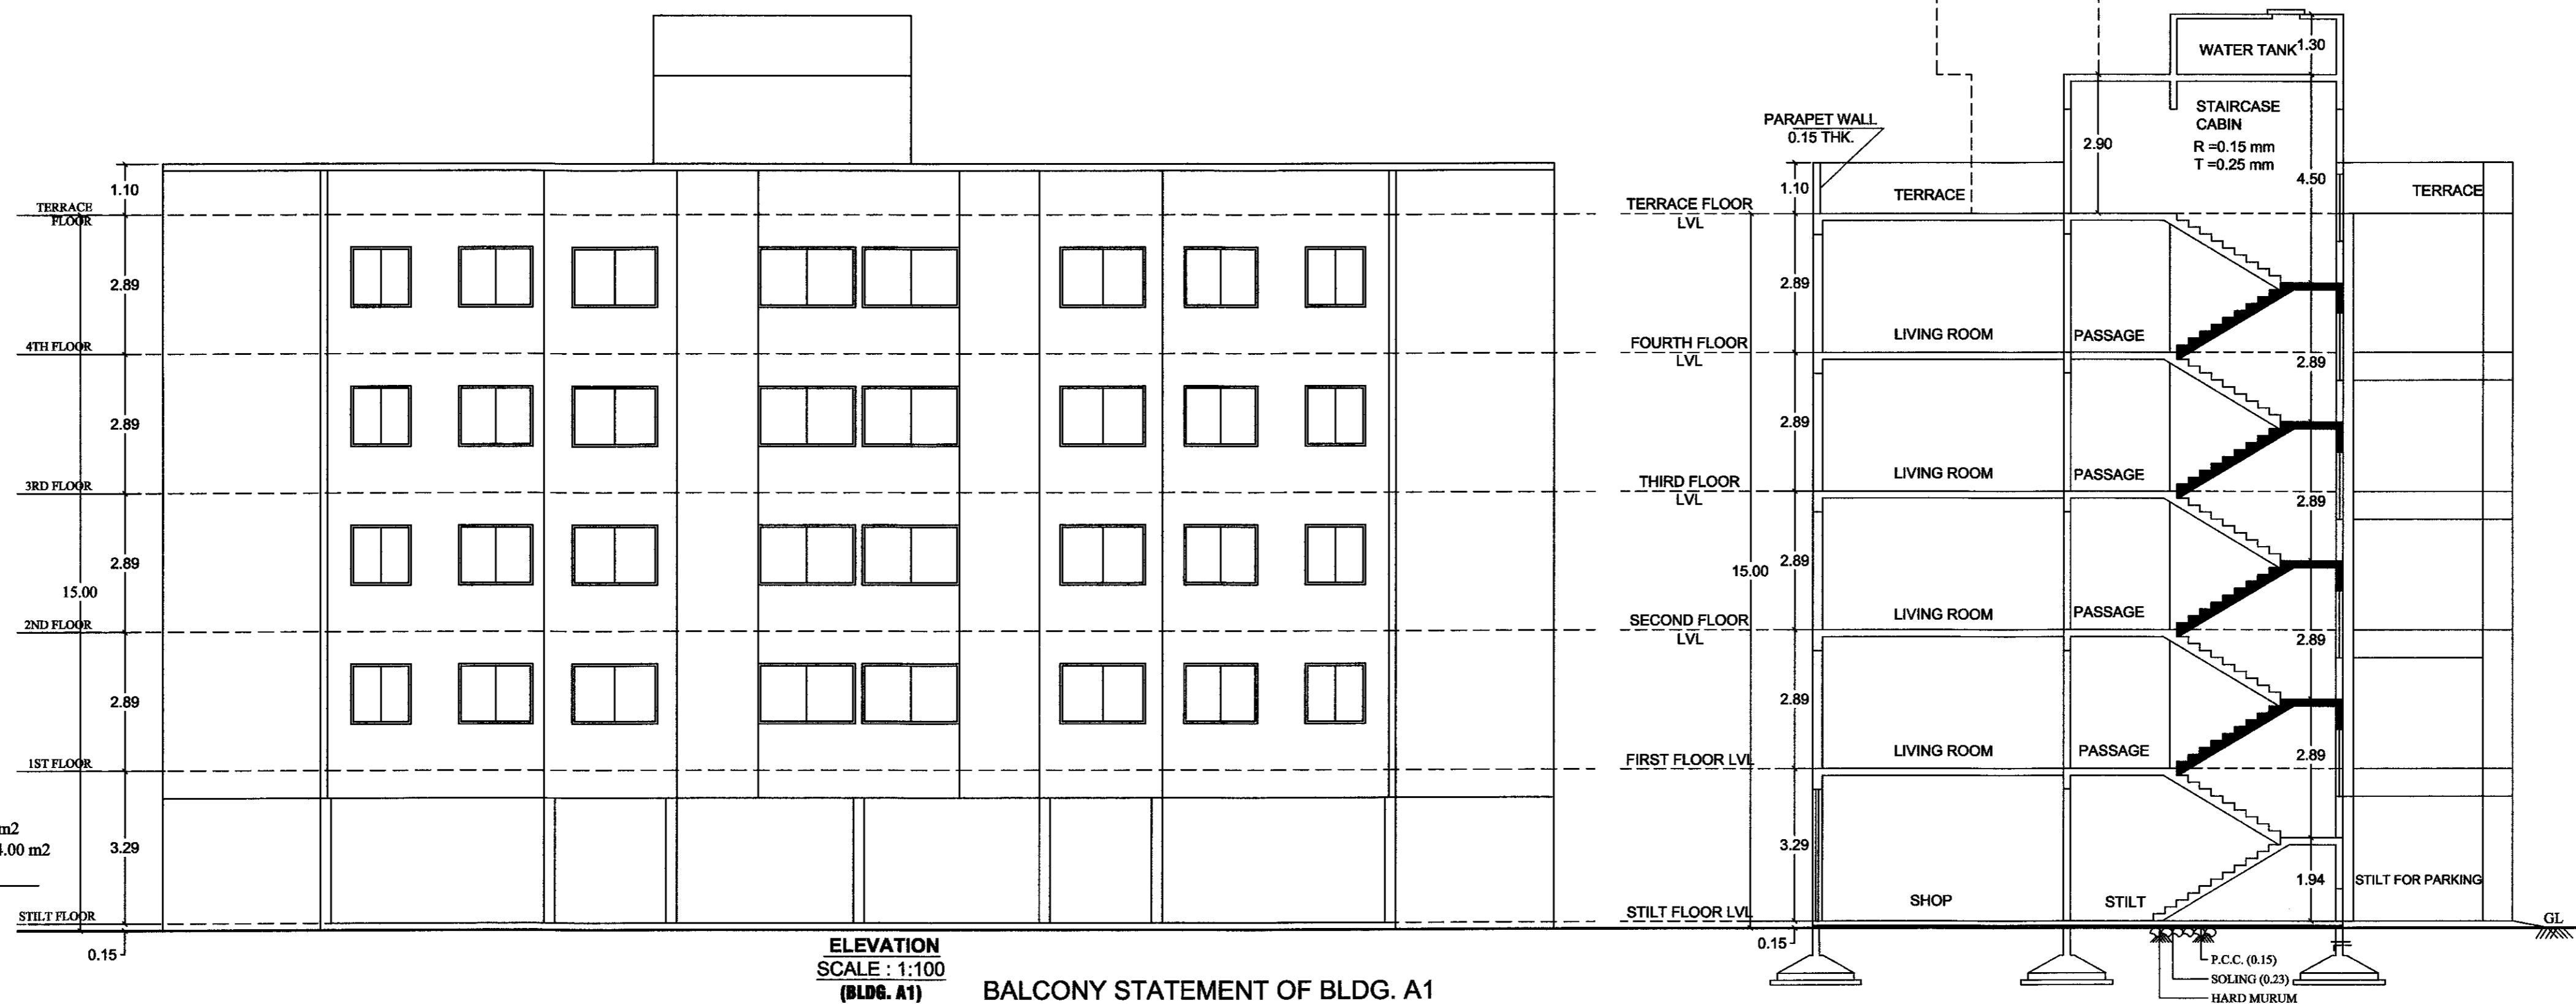 1.10
TERRACE
FLOOR
2.89
4TH FLOOR
2.89
3RD FLOOR
2.89
15.00
2ND FLOOR
2.89
1ST FLOOR
m2
4.00 m2
3.29
STILT FLOOR
0.15
ELEVATION
SCALE : 1:100
(BLDG. A1)
BALCONY STATEMENT OF BLDG. A1
WATER TANK
1.30
STAIRCASE
CABIN
R =0.15 mm
T =0.25 mm
PARAPET WALL
0.15 THK.
2.90
4.50
1.10
TERRACE
TERRACE
TERRACE FLOOR
LVL
2.89
LIVING ROOM
PASSAGE
FOURTH FLOOR
LVL
2.89
2.89
LIVING ROOM
PASSAGE
THIRD FLOOR
LVL
2.89
15.00
2.89
LIVING ROOM
PASSAGE
SECOND FLOOR
LVL
2.89
2.89
LIVING ROOM
PASSAGE
FIRST FLOOR LVL
2.89
3.29
1.94
STILT FOR PARKING
SHOP
STILT
STILT FLOOR LVL
GL
0.15
P.C.C. (0.15)
SOLING (0.23)
HARD MURUM